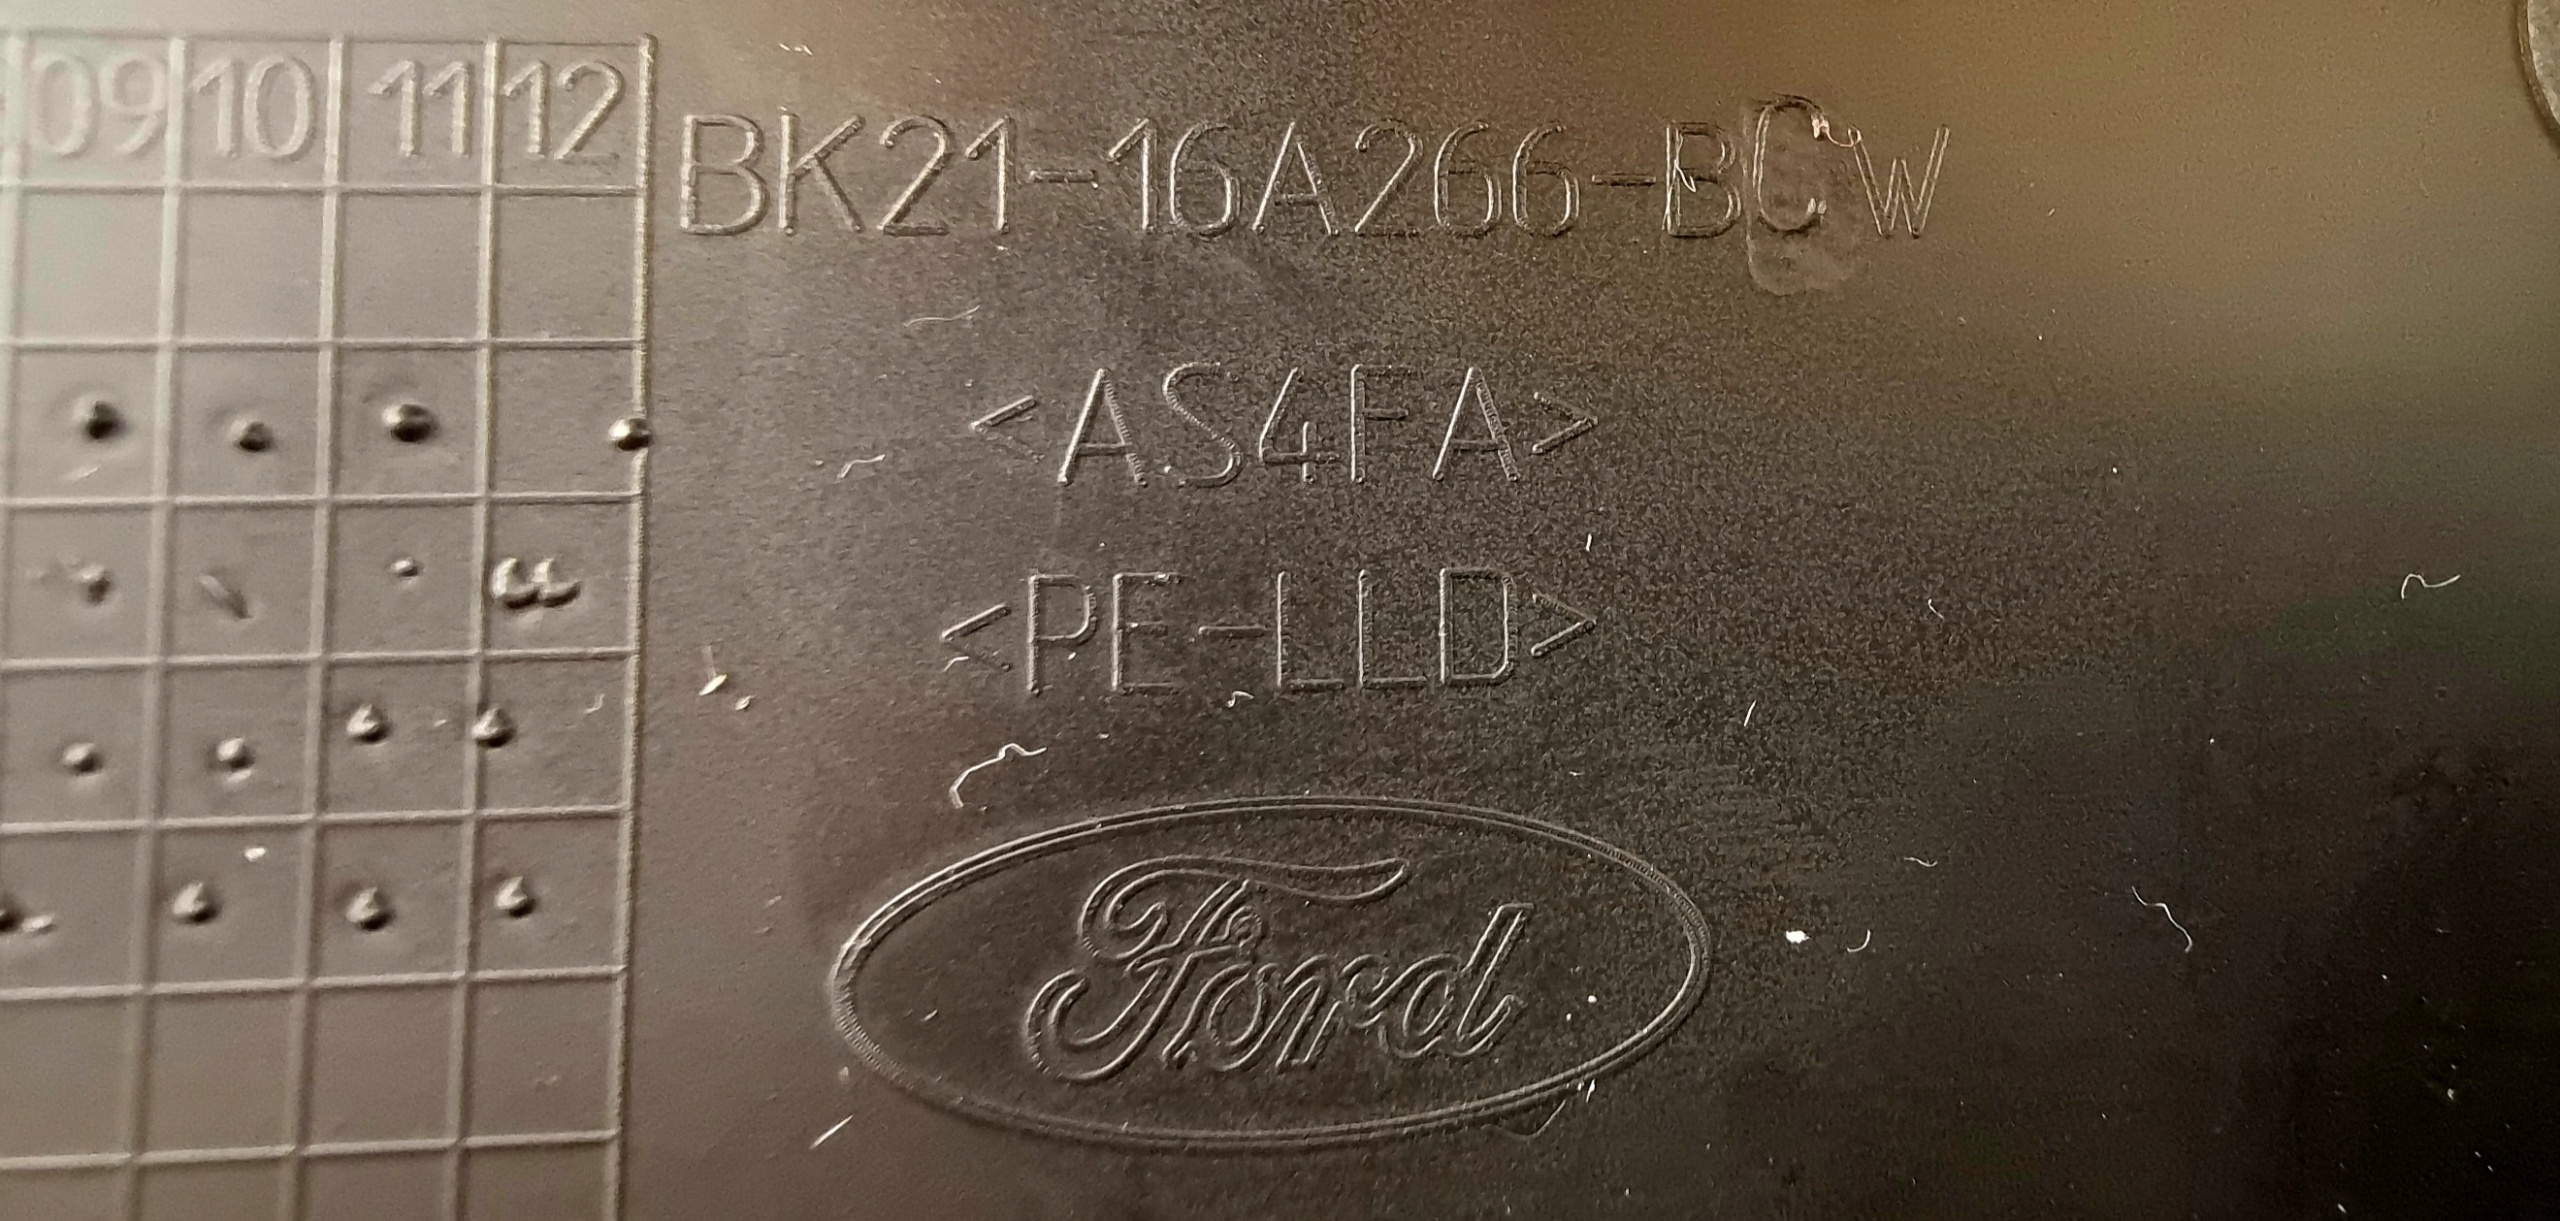 09 10 11 12
BK21-16A266-BCW
<AS4FA>
<PE-LLD>
Ford